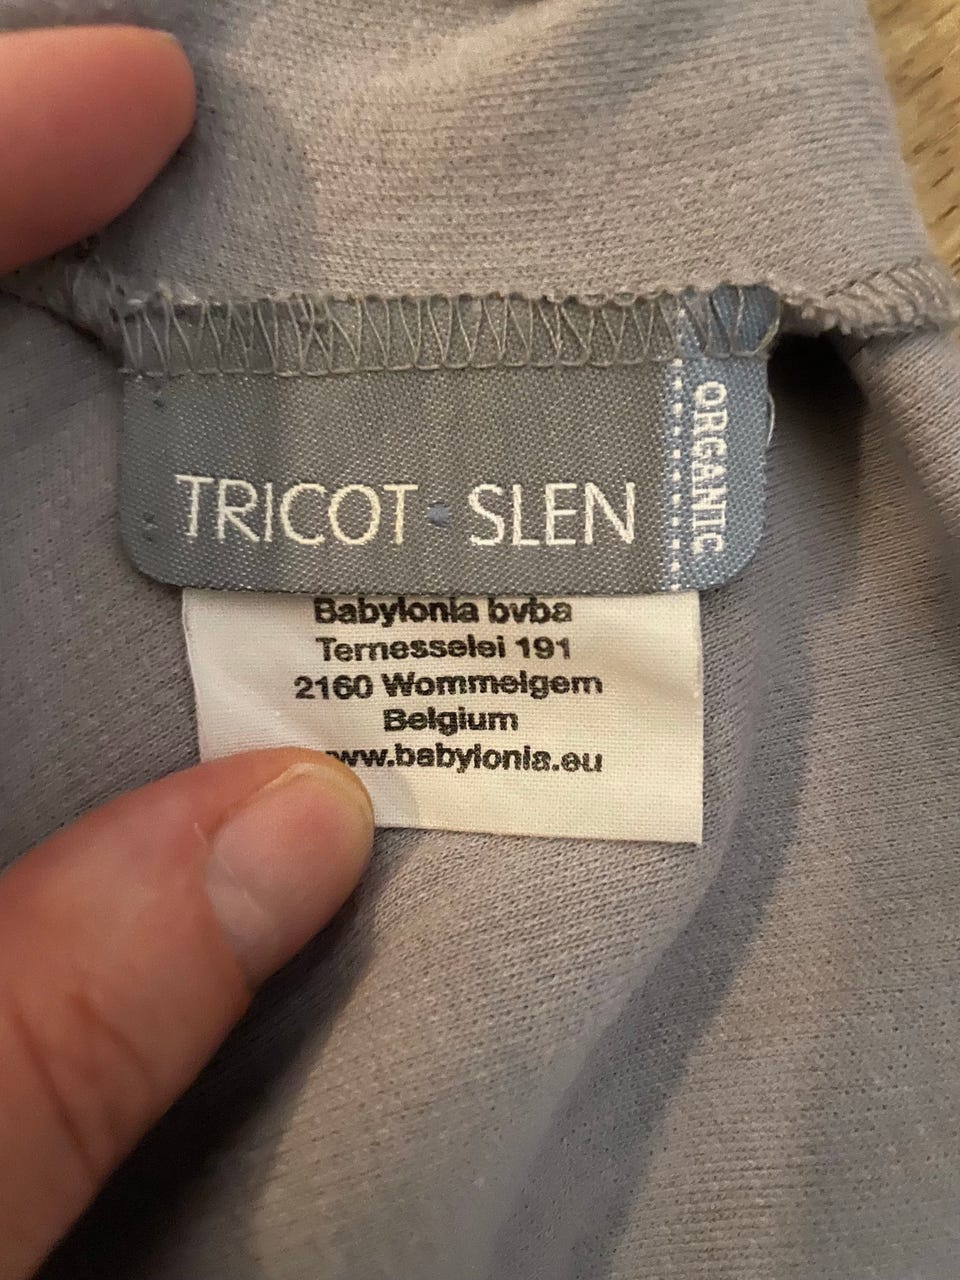 TRICOT • SLEN
ORGANIC
Babylonia bvba
Ternesselei 191
2160 Wommelgem
Belgium
www.babylonia.eu